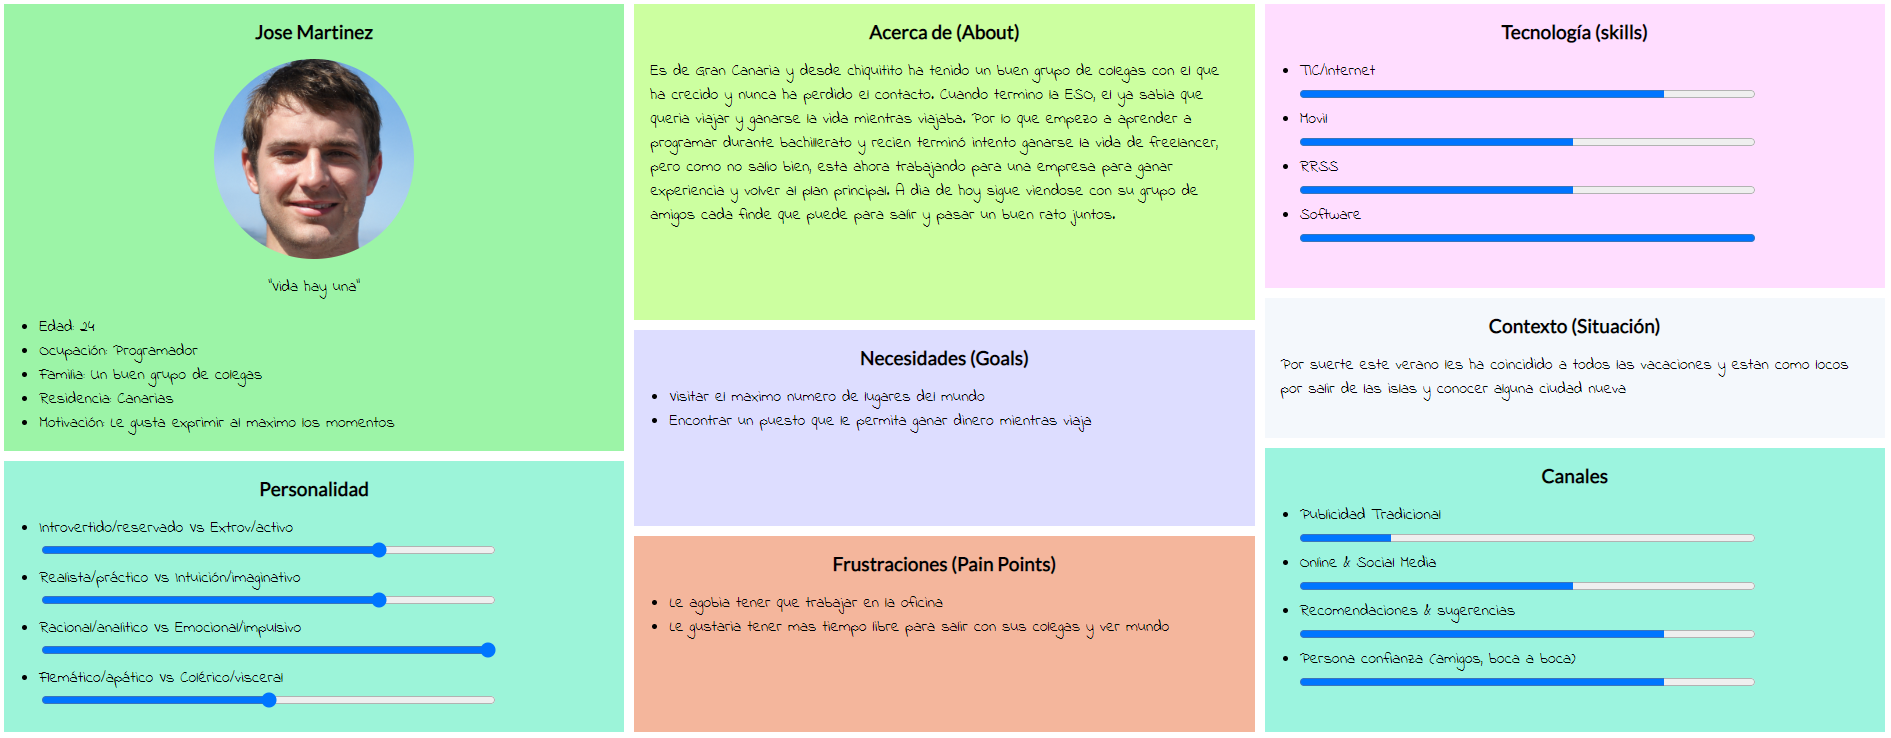 Jose Martinez
"Vida hay una"
Edad: 24
Ocupación: Programador
Familia: Un buen grupo de colegas
Residencia: Canarias
Motivación: Le gusta exprimir al maximo los momentos
Personalidad
Introvertido/reservado Vs Extrov/activo
Realista/práctico Vs Intuición/imaginativo
Racional/analítico Vs Emocional/impulsivo
Flemático/apático Vs Colérico/visceral
Acerca de (About)
Es de Gran Canaria y desde chiquitito ha tenido un buen grupo de colegas con el que
ha crecido y nunca ha perdido el contacto. Cuando termino la ESO, el ya sabia que
queria viajar y ganarse la vida mientras viajaba. Por lo que empezo a aprender a
programar durante bachillerato y recien terminó intento ganarse la vida de freelancer,
pero como no salio bien, esta ahora trabajando para una empresa para ganar
experiencia y volver al plan principal. A dia de hoy sigue viendose con su grupo de
amigos cada finde que puede para salir y pasar un buen rato juntos.
Necesidades (Goals)
Visitar el maximo numero de lugares del mundo
Encontrar un puesto que le permita ganar dinero mientras viaja
Frustraciones (Pain Points)
Le agobia tener que trabajar en la oficina
Le gustaria tener mas tiempo libre para salir con sus colegas y ver mundo
Tecnología (skills)
TIC/Internet
Movil
RRSS
Software
Contexto (Situación)
Por suerte este verano les ha coincidido a todos las vacaciones y estan como locos
por salir de las islas y conocer alguna ciudad nueva
Canales
Publicidad Tradicional
Online & Social Media
Recomendaciones & sugerencias
Persona confianza (amigos, boca a boca)